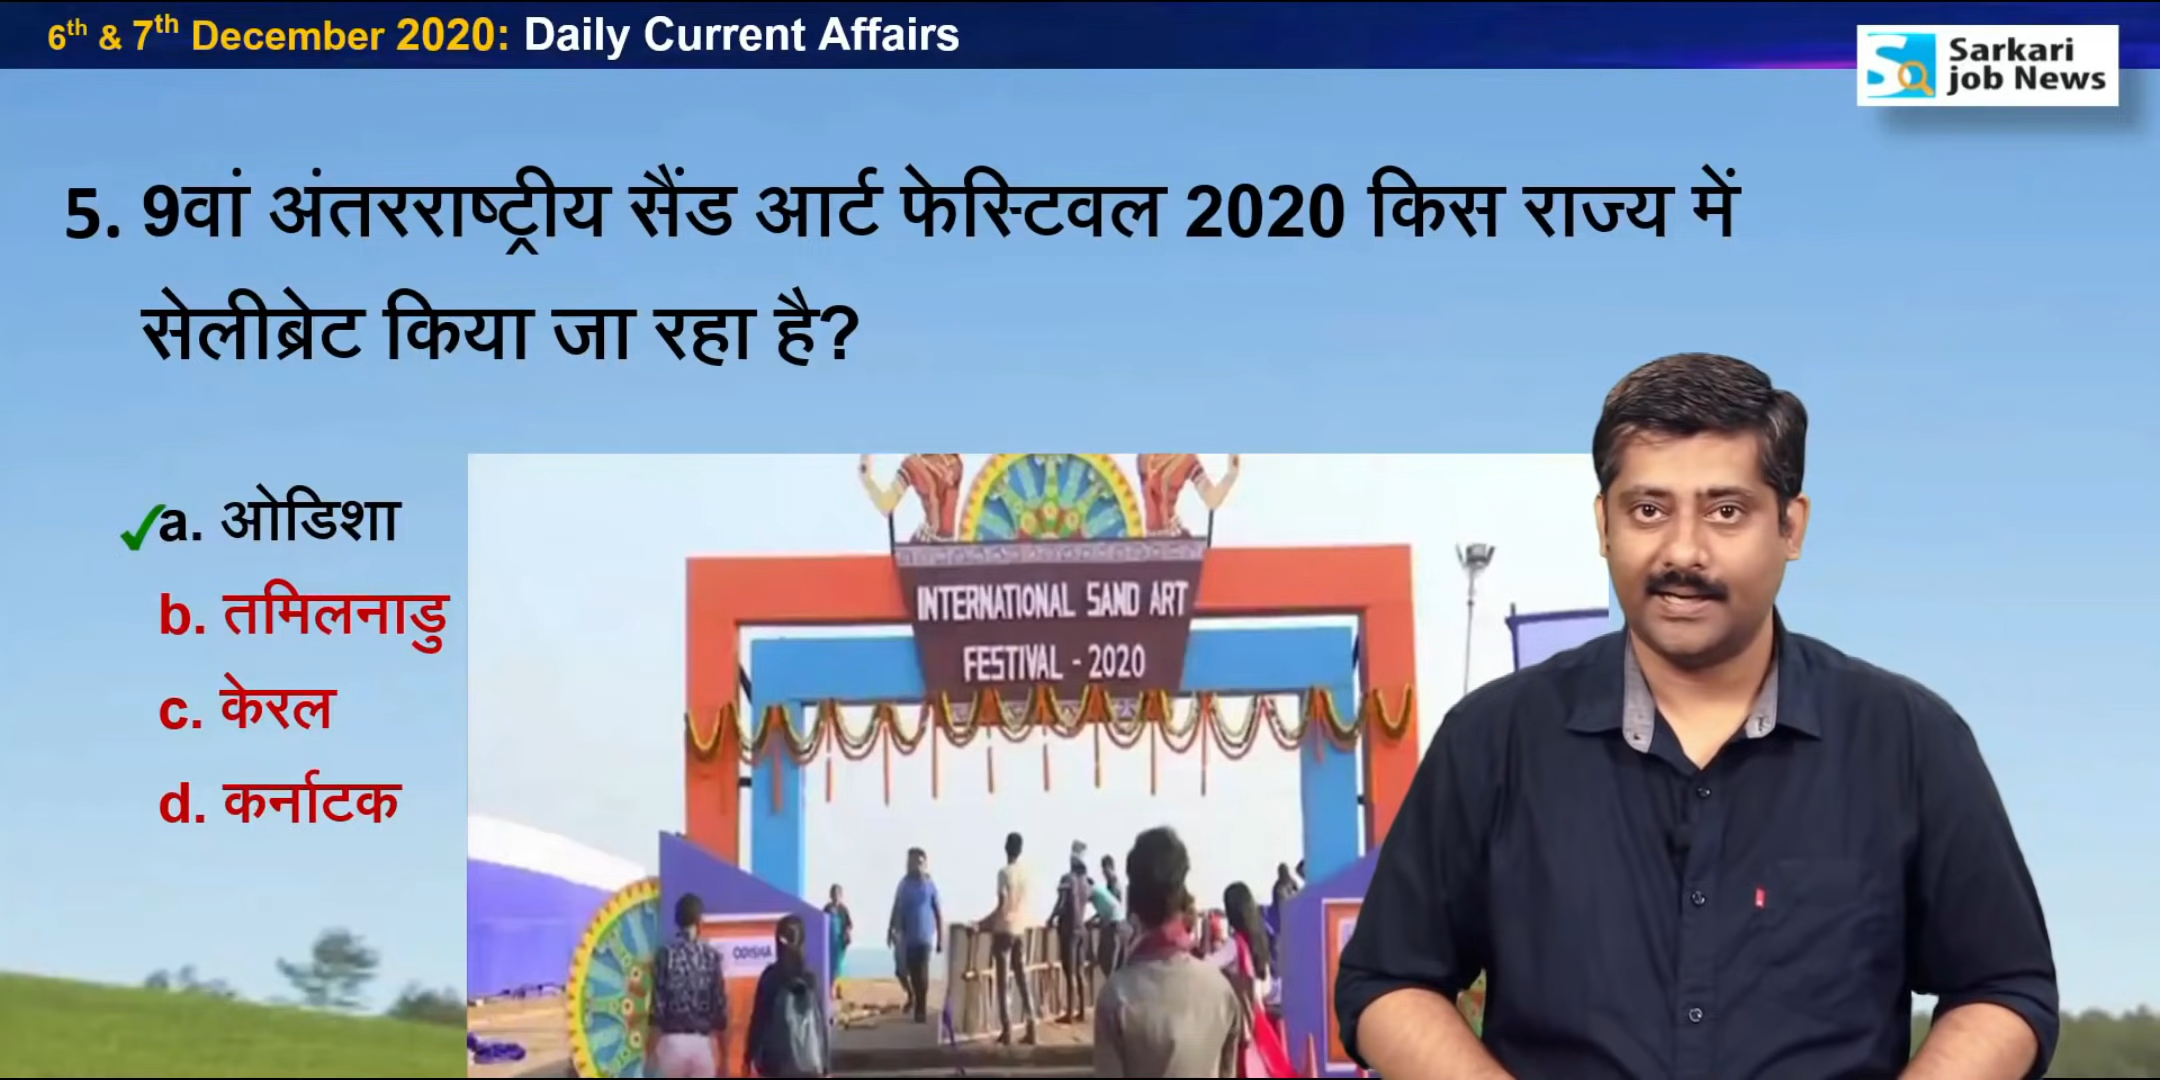 6th & 7th December 2020: Daily Current Affairs
Sarkari
job News
5. 9वां अंतरराष्ट्रीय सैंड आर्ट फेस्टिवल 2020 किस राज्य में
सेलीब्रेट किया जा रहा है?
a. ओडिशा
b. तमिलनाडु
c. केरल
d. कर्नाटक
INTERNATIONAL SAND ART
FESTIVAL - 2020
ODISHA